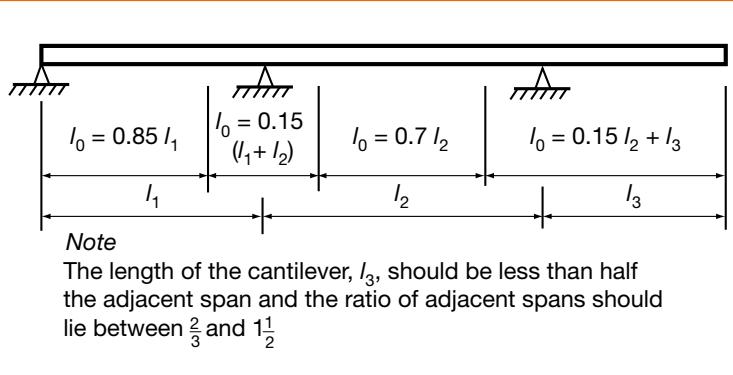 l₀ = 0.85 l₁
l₀ = 0.15
(l₁+ l₂)
l₀ = 0.7 l₂
l₀ = 0.15 l₂ + l₃
l₁
l₂
l₃
Note
The length of the cantilever, l₃, should be less than half
the adjacent span and the ratio of adjacent spans should
lie between 2/3 and 1 1/2